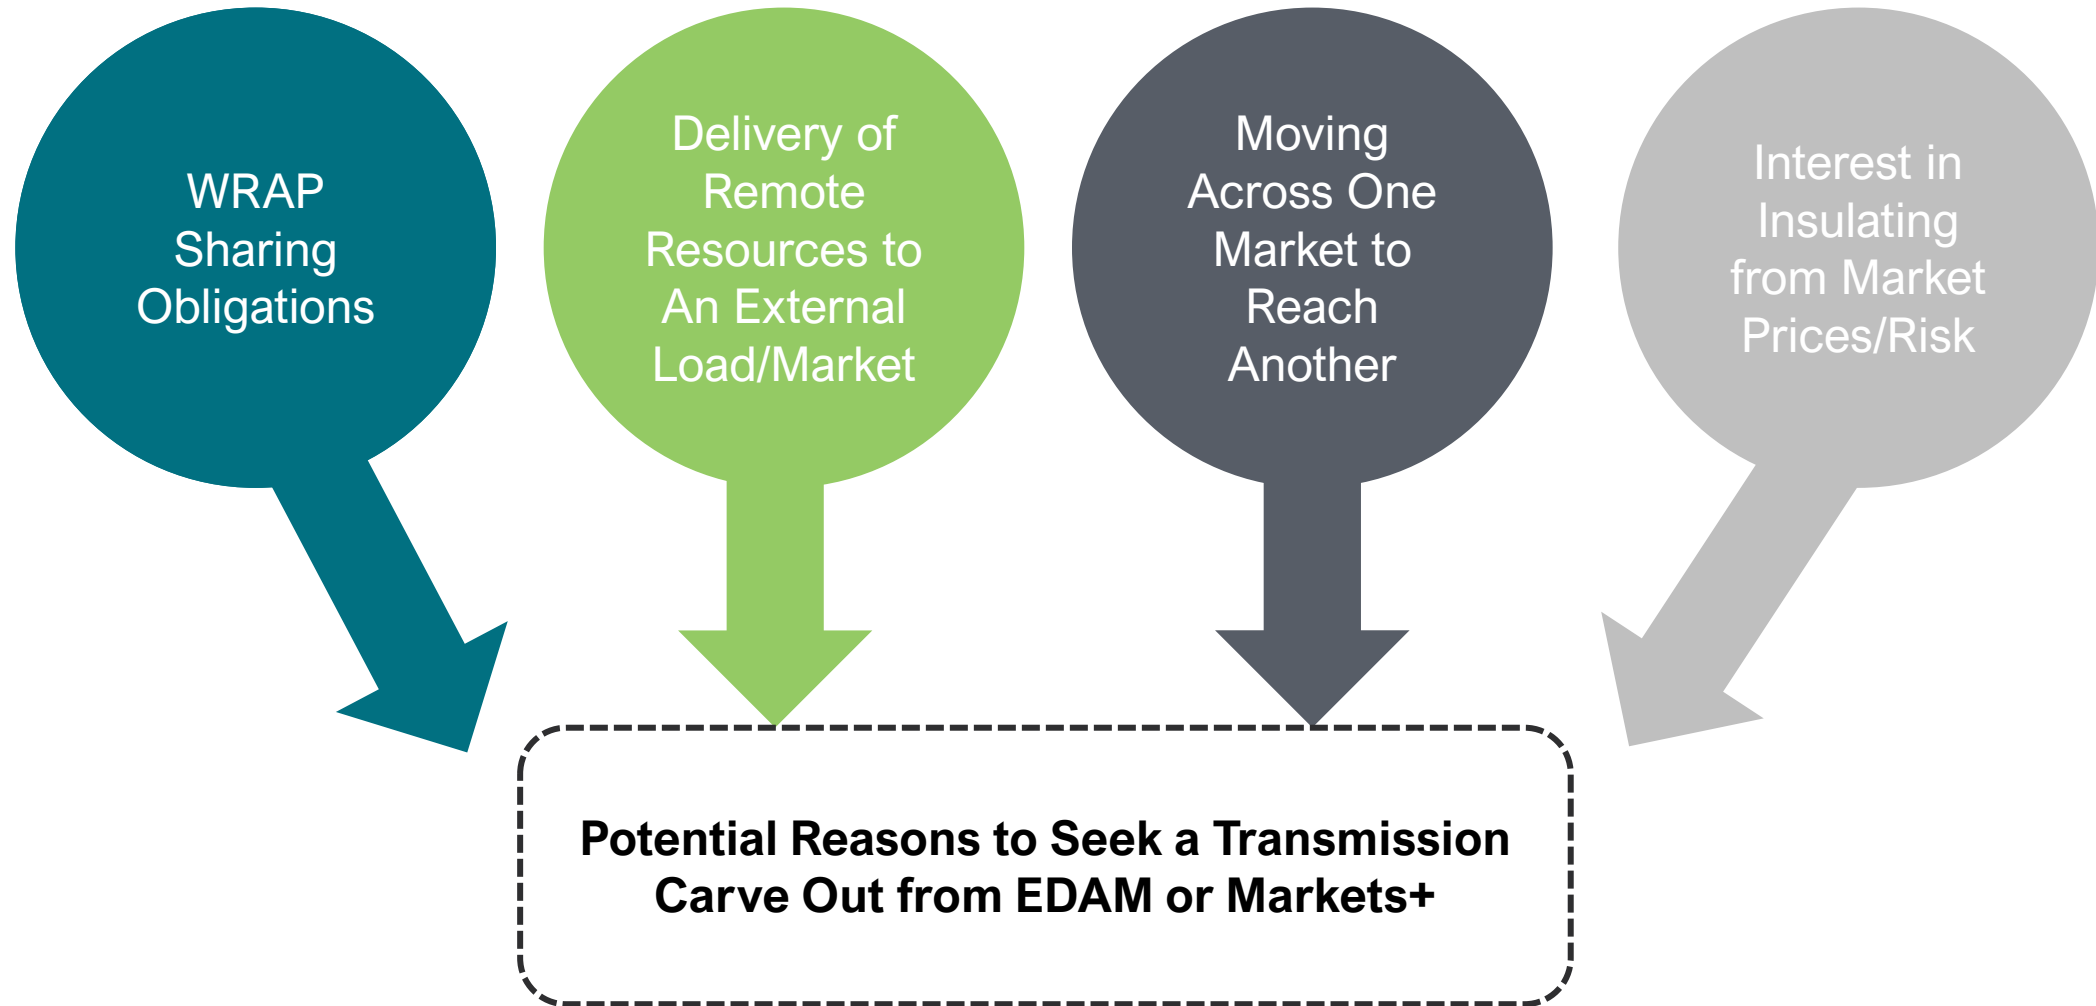 WRAP
Sharing
Obligations
Delivery of
Remote
Resources to
An External
Load/Market
Moving
Across One
Market to
Reach
Another
Interest in
Insulating
from Market
Prices/Risk
Potential Reasons to Seek a Transmission
Carve Out from EDAM or Markets+